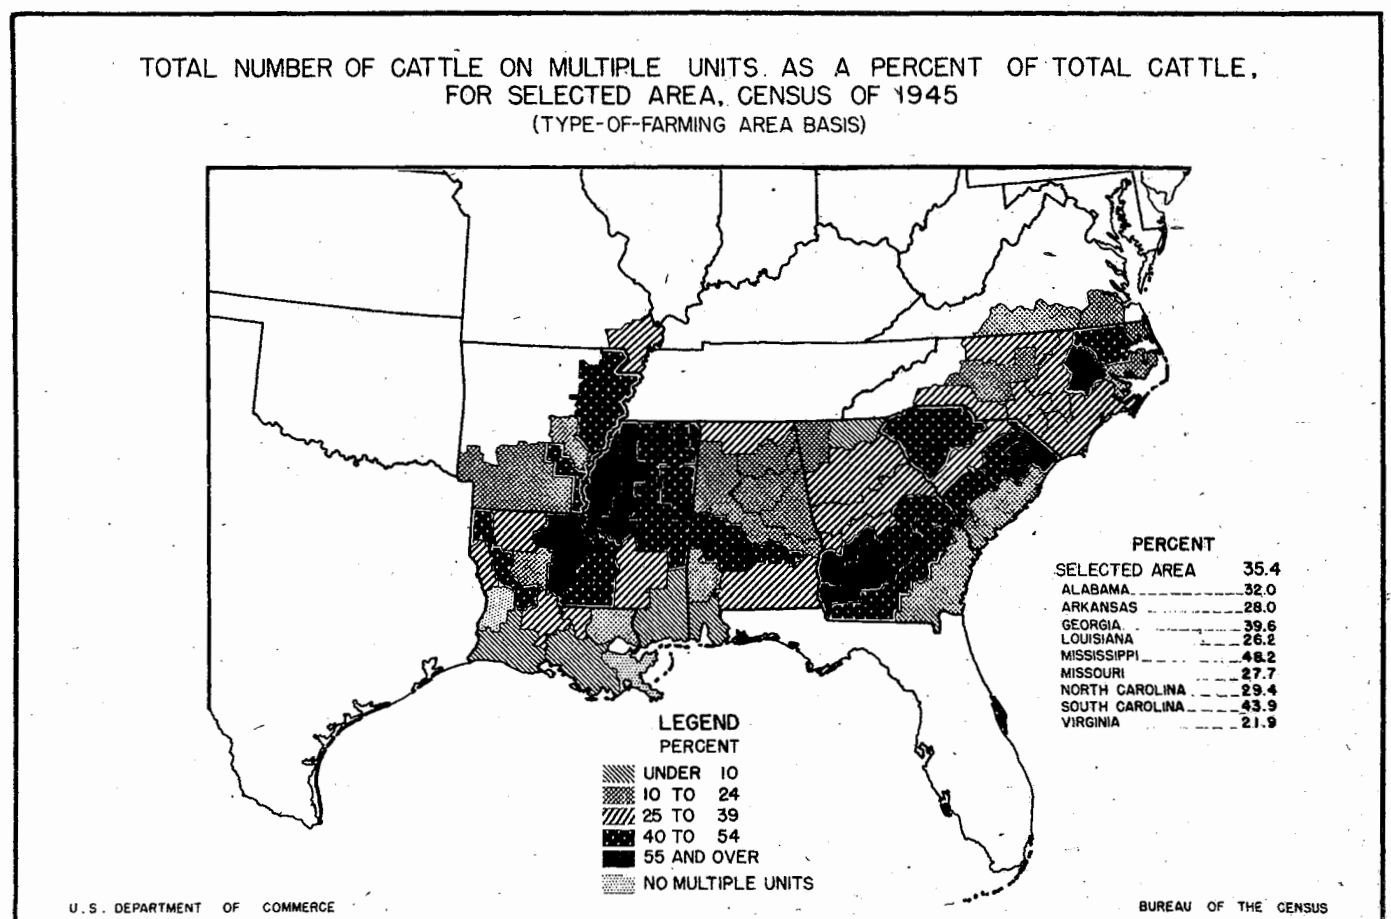 TOTAL NUMBER OF CATTLE ON MULTIPLE UNITS AS A PERCENT OF TOTAL CATTLE,
FOR SELECTED AREA, CENSUS OF 1945
(TYPE-OF-FARMING AREA BASIS)
PERCENT
SELECTED AREA 35.4
ALABAMA 32.0
ARKANSAS 28.0
GEORGIA 39.6
LOUISIANA 26.2
MISSISSIPPI 48.2
MISSOURI 27.7
NORTH CAROLINA 29.4
SOUTH CAROLINA 43.9
VIRGINIA 21.9
LEGEND
PERCENT
UNDER 10
10 TO 24
25 TO 39
40 TO 54
55 AND OVER
NO MULTIPLE UNITS
U.S. DEPARTMENT OF COMMERCE
BUREAU OF THE CENSUS